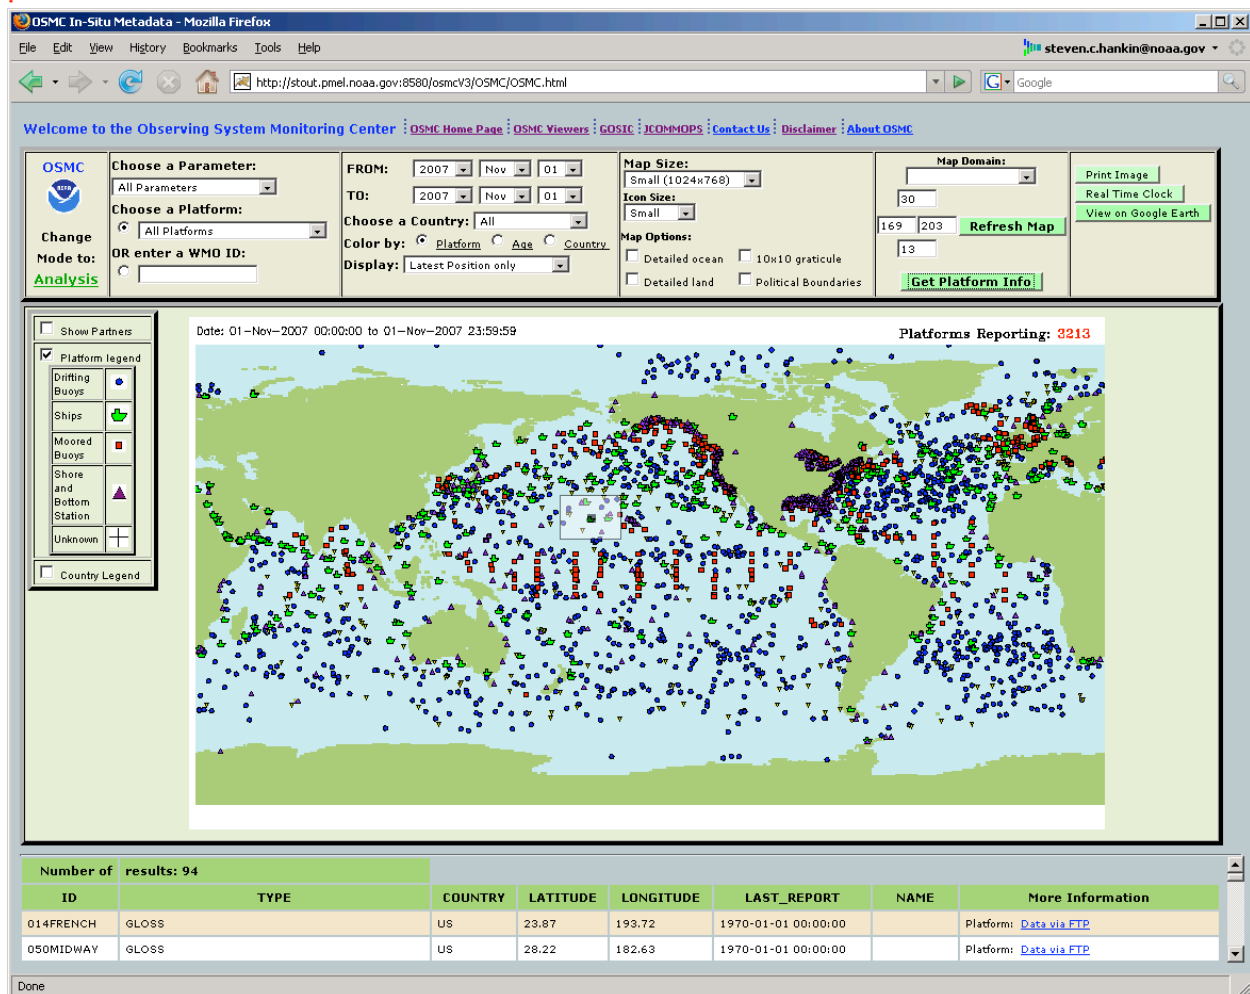 OSMC In-Situ Metadata - Mozilla Firefox
File Edit View History Bookmarks Tools Help
steven.c.hankin@noaa.gov
http://stout.pmel.noaa.gov:8580/osmcV3/OSMC/OSMC.html
G Google
Welcome to the Observing System Monitoring Center OSMC Home Page OSMC Viewers GOSIC JCOMMOPS Contact Us Disclaimer About OSMC
OSMC
NOAA
Change
Mode to:
Analysis
Choose a Parameter:
All Parameters
Choose a Platform:
All Platforms
OR enter a WMO ID:
FROM: 2007 Nov 01
TO: 2007 Nov 01
Choose a Country: All
Color by: Platform Age Country
Display: Latest Position only
Map Size:
Small (1024x768)
Icon Size:
Small
Map Options:
Detailed ocean 10x10 graticule
Detailed land Political Boundaries
Map Domain:
30
169 203 Refresh Map
13
Get Platform Info
Print Image
Real Time Clock
View on Google Earth
Show Partners
Platform legend
Drifting
Buoys
Ships
Moored
Buoys
Shore
and
Bottom
Station
Unknown
Country Legend
Date: 01-Nov-2007 00:00:00 to 01-Nov-2007 23:59:59
Platforms Reporting: 3213
Number of results: 94
ID TYPE COUNTRY LATITUDE LONGITUDE LAST_REPORT NAME More Information
014FRENCH GLOSS US 23.87 193.72 1970-01-01 00:00:00 Platform: Data via FTP
050MIDWAY GLOSS US 28.22 182.63 1970-01-01 00:00:00 Platform: Data via FTP
Done